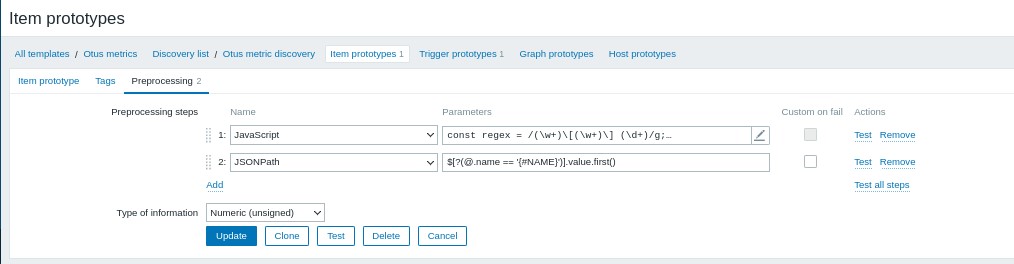 Item prototypes
All templates / Otus metrics Discovery list / Otus metric discovery Item prototypes 1 Trigger prototypes 1 Graph prototypes Host prototypes
Item prototype Tags Preprocessing 2
Preprocessing steps Name Parameters Custom on fail Actions
1: JavaScript const regex = /(\w+)\[(\w+)\] (\d+)/g;… Test Remove
2: JSONPath $[?(@.name == '{#NAME}')].value.first() Test Remove
Add Test all steps
Type of information Numeric (unsigned)
Update Clone Test Delete Cancel